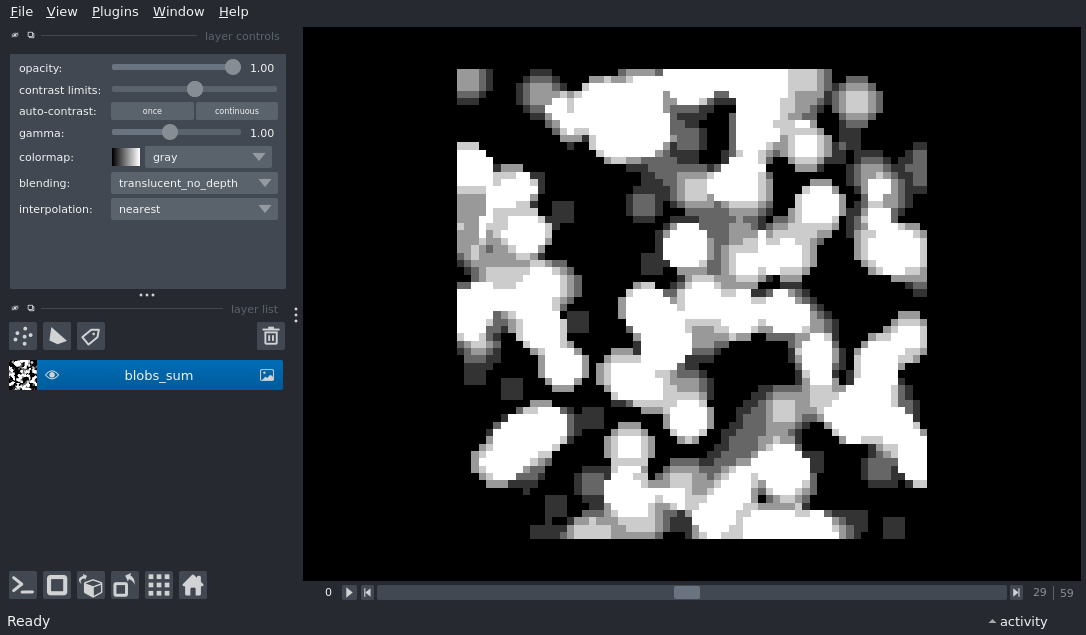 File View Plugins Window Help
layer controls
opacity: 1.00
contrast limits:
auto-contrast: once continuous
gamma: 1.00
colormap: gray
blending: translucent_no_depth
interpolation: nearest
layer list
blobs_sum
0 29 59
Ready activity